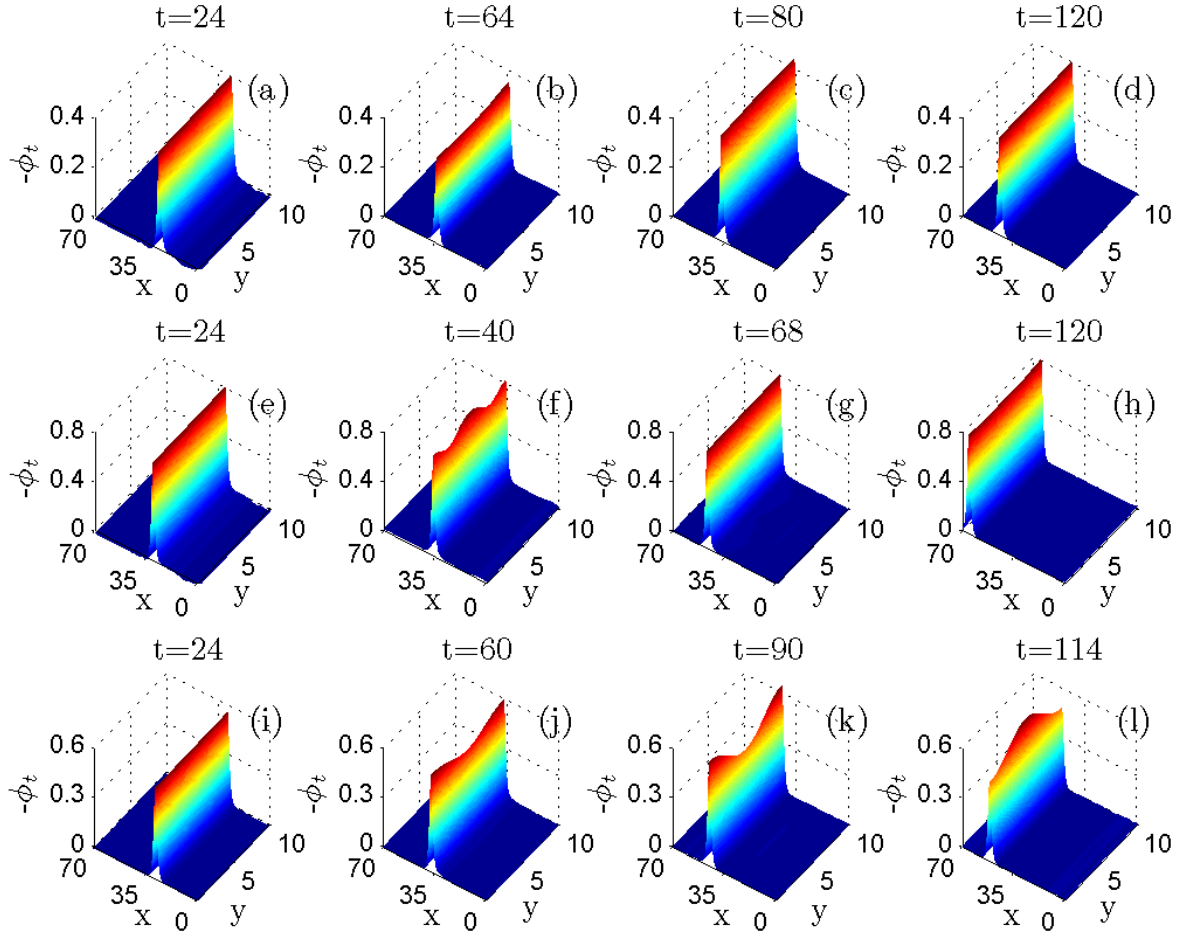 t=24 t=64 t=80 t=120
(a) (b) (c) (d)
0.4 0.4 0.4 0.4
-ϕt -ϕt -ϕt -ϕt
0.2 0.2 0.2 0.2
0 0 0 0
70 10 70 10 70 10 70 10
35 5 35 5 35 5 35 5
x 0 y x 0 y x 0 y x 0 y
t=24 t=40 t=68 t=120
(e) (f) (g) (h)
0.8 0.8 0.8 0.8
-ϕt -ϕt -ϕt -ϕt
0.4 0.4 0.4 0.4
0 0 0 0
70 10 70 10 70 10 70 10
35 5 35 5 35 5 35 5
x 0 y x 0 y x 0 y x 0 y
t=24 t=60 t=90 t=114
(i) (j) (k) (l)
0.6 0.6 0.6 0.6
-ϕt -ϕt -ϕt -ϕt
0.3 0.3 0.3 0.3
0 0 0 0
70 10 70 10 70 10 70 10
35 5 35 5 35 5 35 5
x 0 y x 0 y x 0 y x 0 y